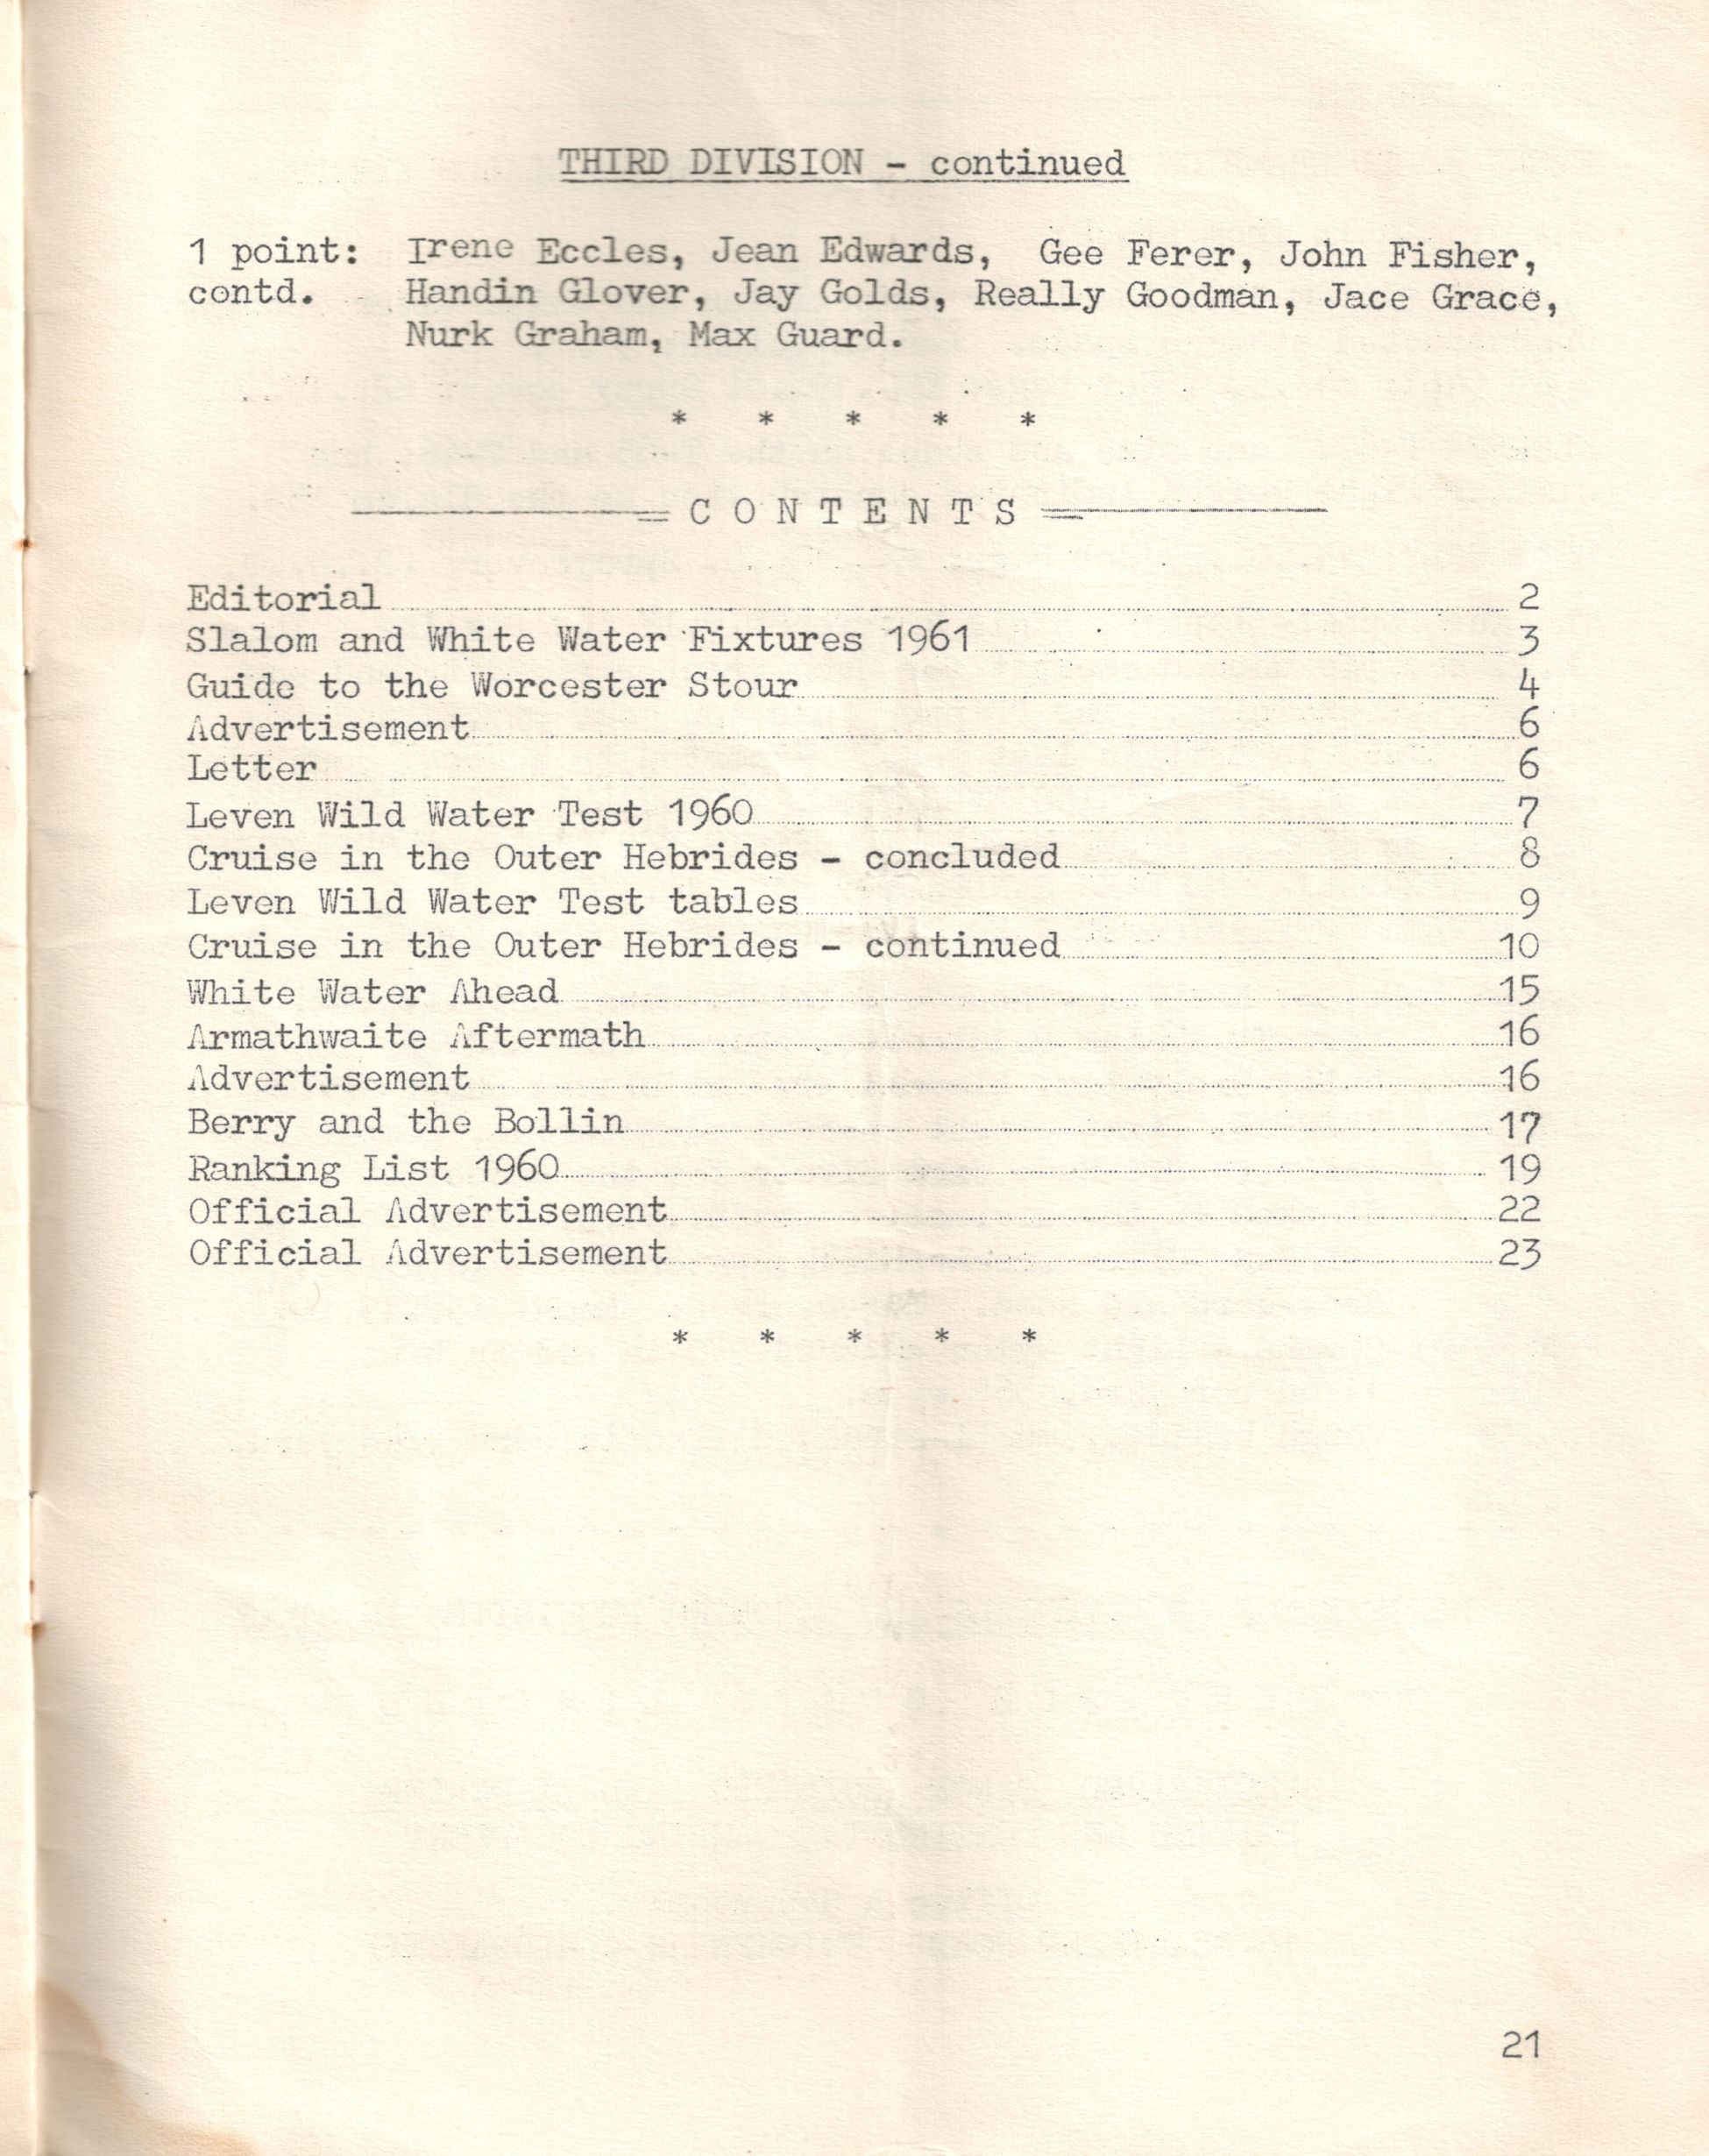 THIRD DIVISION - continued
1 point: Irene Eccles, Jean Edwards, Gee Ferer, John Fisher,
contd. Handin Glover, Jay Golds, Really Goodman, Jace Grace,
Nurk Graham, Max Guard.
* * * * *
CONTENTS
Editorial 2
Slalom and White Water Fixtures 1961 3
Guide to the Worcester Stour 4
Advertisement 6
Letter 6
Leven Wild Water Test 1960 7
Cruise in the Outer Hebrides - concluded 8
Leven Wild Water Test tables 9
Cruise in the Outer Hebrides - continued 10
White Water Ahead 15
Armathwaite Aftermath 16
Advertisement 16
Berry and the Bollin 17
Ranking List 1960 19
Official Advertisement 22
Official Advertisement 23
* * * * *
21